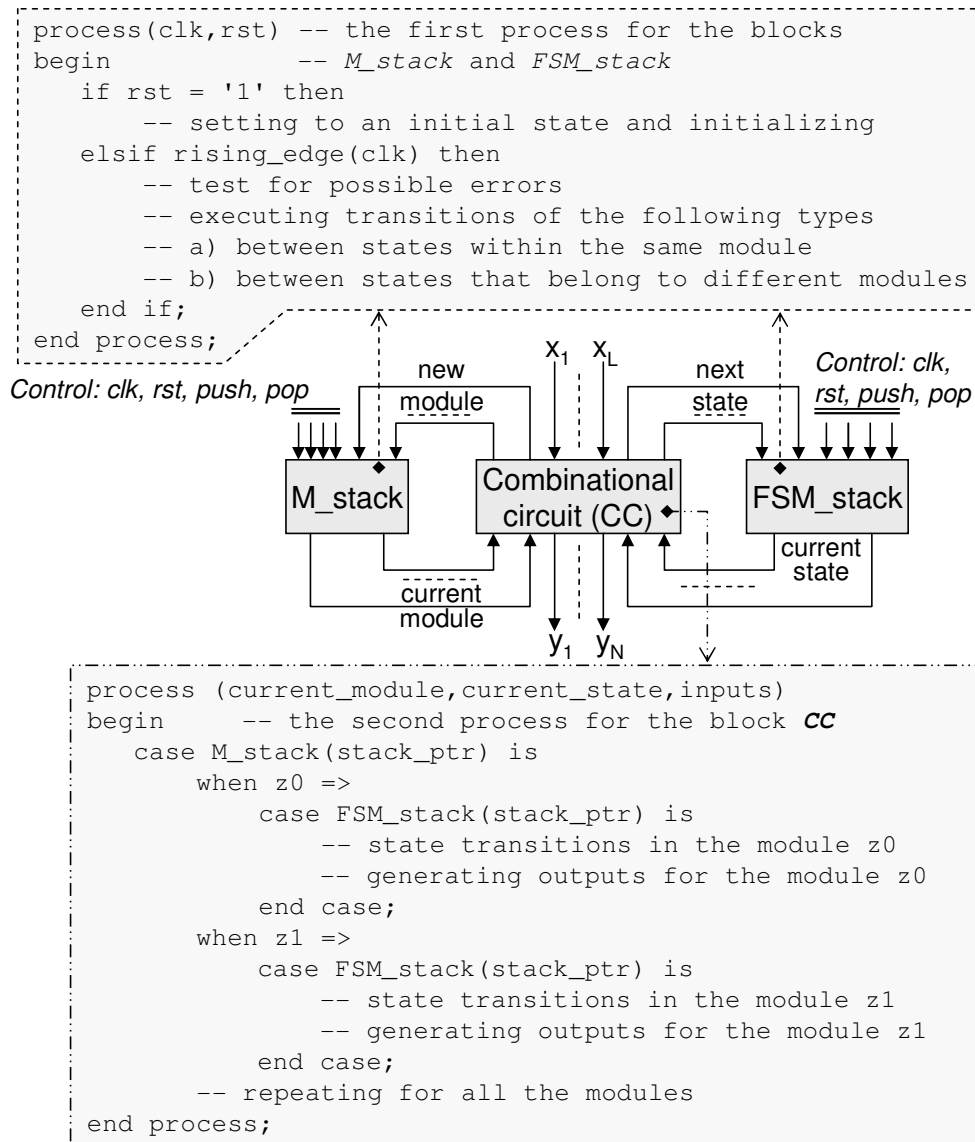 process(clk,rst) -- the first process for the blocks
begin -- M_stack and FSM_stack
if rst = '1' then
-- setting to an initial state and initializing
elsif rising_edge(clk) then
-- test for possible errors
-- executing transitions of the following types
-- a) between states within the same module
-- b) between states that belong to different modules
end if;
end process;
Control: clk, rst, push, pop
new
module
x1
xL
next
state
Control: clk,
rst, push, pop
M_stack
Combinational
circuit (CC)
FSM_stack
current
module
current
state
y1
yN
process (current_module,current_state,inputs)
begin -- the second process for the block CC
case M_stack(stack_ptr) is
when z0 =>
case FSM_stack(stack_ptr) is
-- state transitions in the module z0
-- generating outputs for the module z0
end case;
when z1 =>
case FSM_stack(stack_ptr) is
-- state transitions in the module z1
-- generating outputs for the module z1
end case;
-- repeating for all the modules
end process;